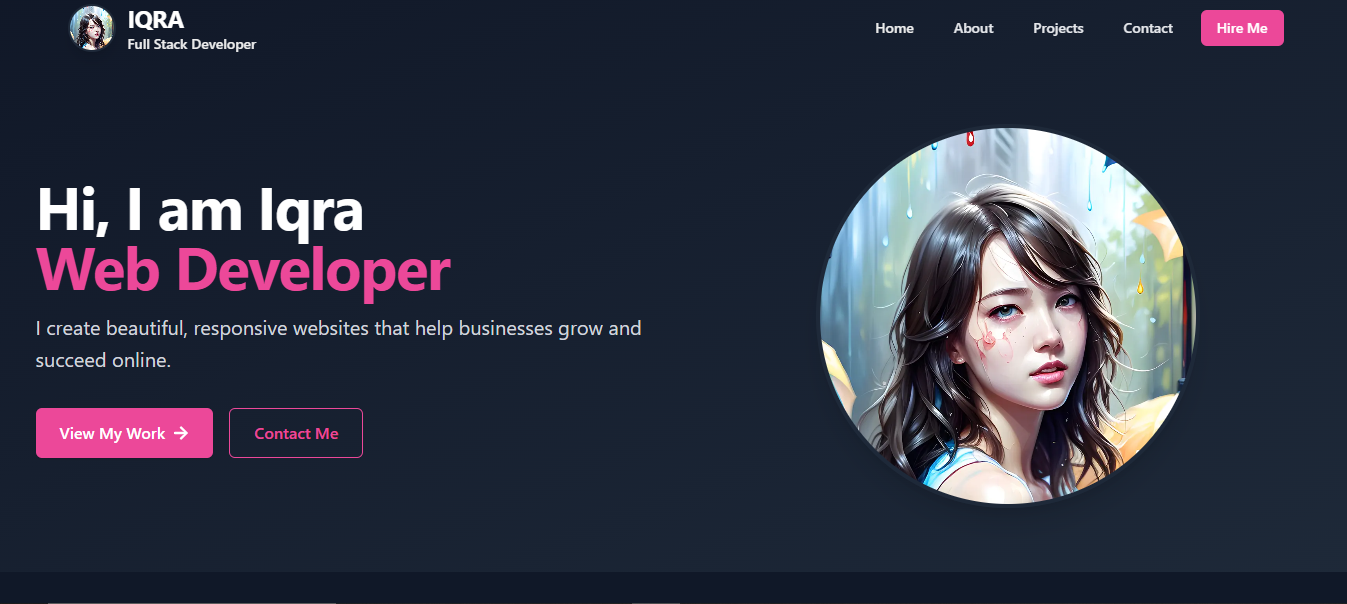 IQRA
Full Stack Developer
Home
About
Projects
Contact
Hire Me
Hi, I am Iqra
Web Developer
I create beautiful, responsive websites that help businesses grow and
succeed online.
View My Work →
Contact Me